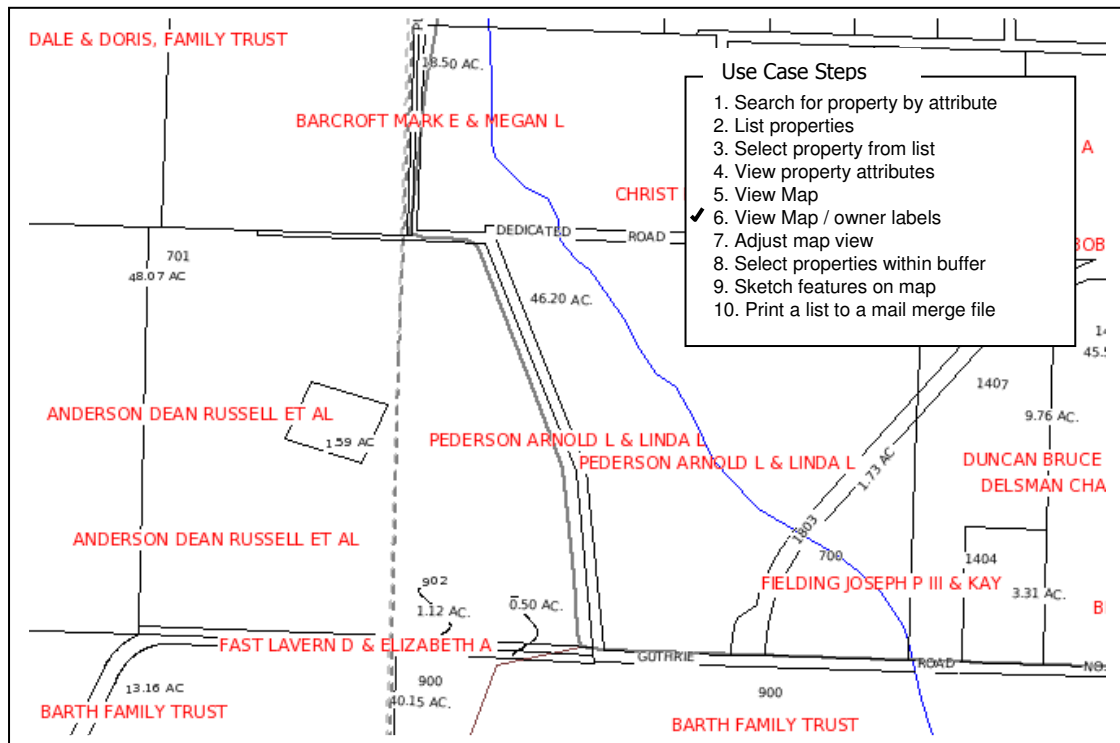 DALE & DORIS, FAMILY TRUST
18.50 AC.
BARCROFT MARK E & MEGAN L
Use Case Steps
1. Search for property by attribute
2. List properties
3. Select property from list
4. View property attributes
5. View Map
✓ 6. View Map / owner labels
7. Adjust map view
8. Select properties within buffer
9. Sketch features on map
10. Print a list to a mail merge file
A
CHRIST
DEDICATED ROAD
BOB
701
48.07 AC
46.20 AC.
45.5
1407
9.76 AC.
ANDERSON DEAN RUSSELL ET AL
1.59 AC
PEDERSON ARNOLD L & LINDA L
PEDERSON ARNOLD L & LINDA L
1.73 AC
DUNCAN BRUCE
DELSMAN CHA
1803
ANDERSON DEAN RUSSELL ET AL
700
1404
902
FIELDING JOSEPH P III & KAY
3.31 AC.
1.12 AC.
0.50 AC.
B
FAST LAVERN D & ELIZABETH A
GUTHRIE ROAD NO.
13.16 AC
900
40.15 AC.
900
BARTH FAMILY TRUST
BARTH FAMILY TRUST